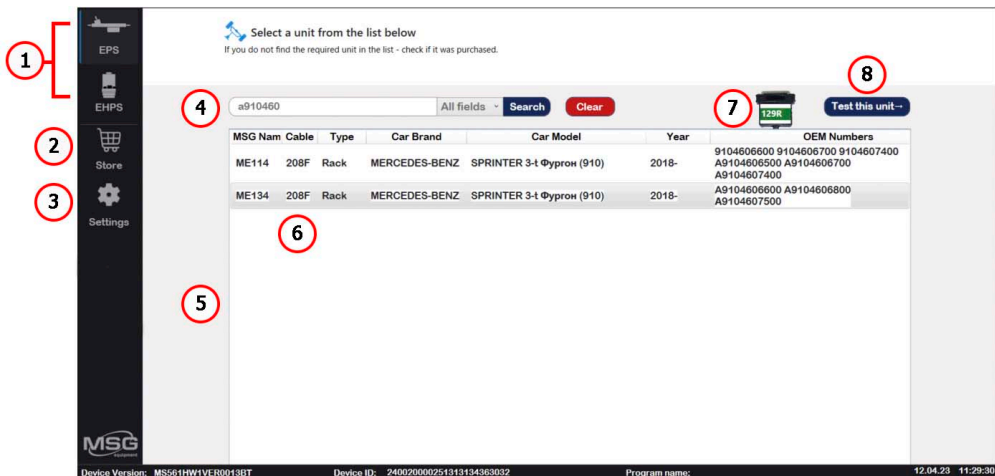 Select a unit from the list below
If you do not find the required unit in the list - check if it was purchased.
1
EPS
EHPS
2
Store
3
Settings
4
a910460
All fields
Search
Clear
7
129R
8
Test this unit→
MSG Nam Cable Type Car Brand Car Model Year OEM Numbers
ME114 208F Rack MERCEDES-BENZ SPRINTER 3-t Фургон (910) 2018- 9104606600 9104606700 9104607400
A9104606500 A9104606700
A9104607400
ME134 208F Rack MERCEDES-BENZ SPRINTER 3-t Фургон (910) 2018- A9104606600 A9104606800
A9104607500
6
5
MSG
equipment
Device Version: MS561HW1VER0013BT Device ID: 240020000251313134363032 Program name: 12.04.23 11:29:30